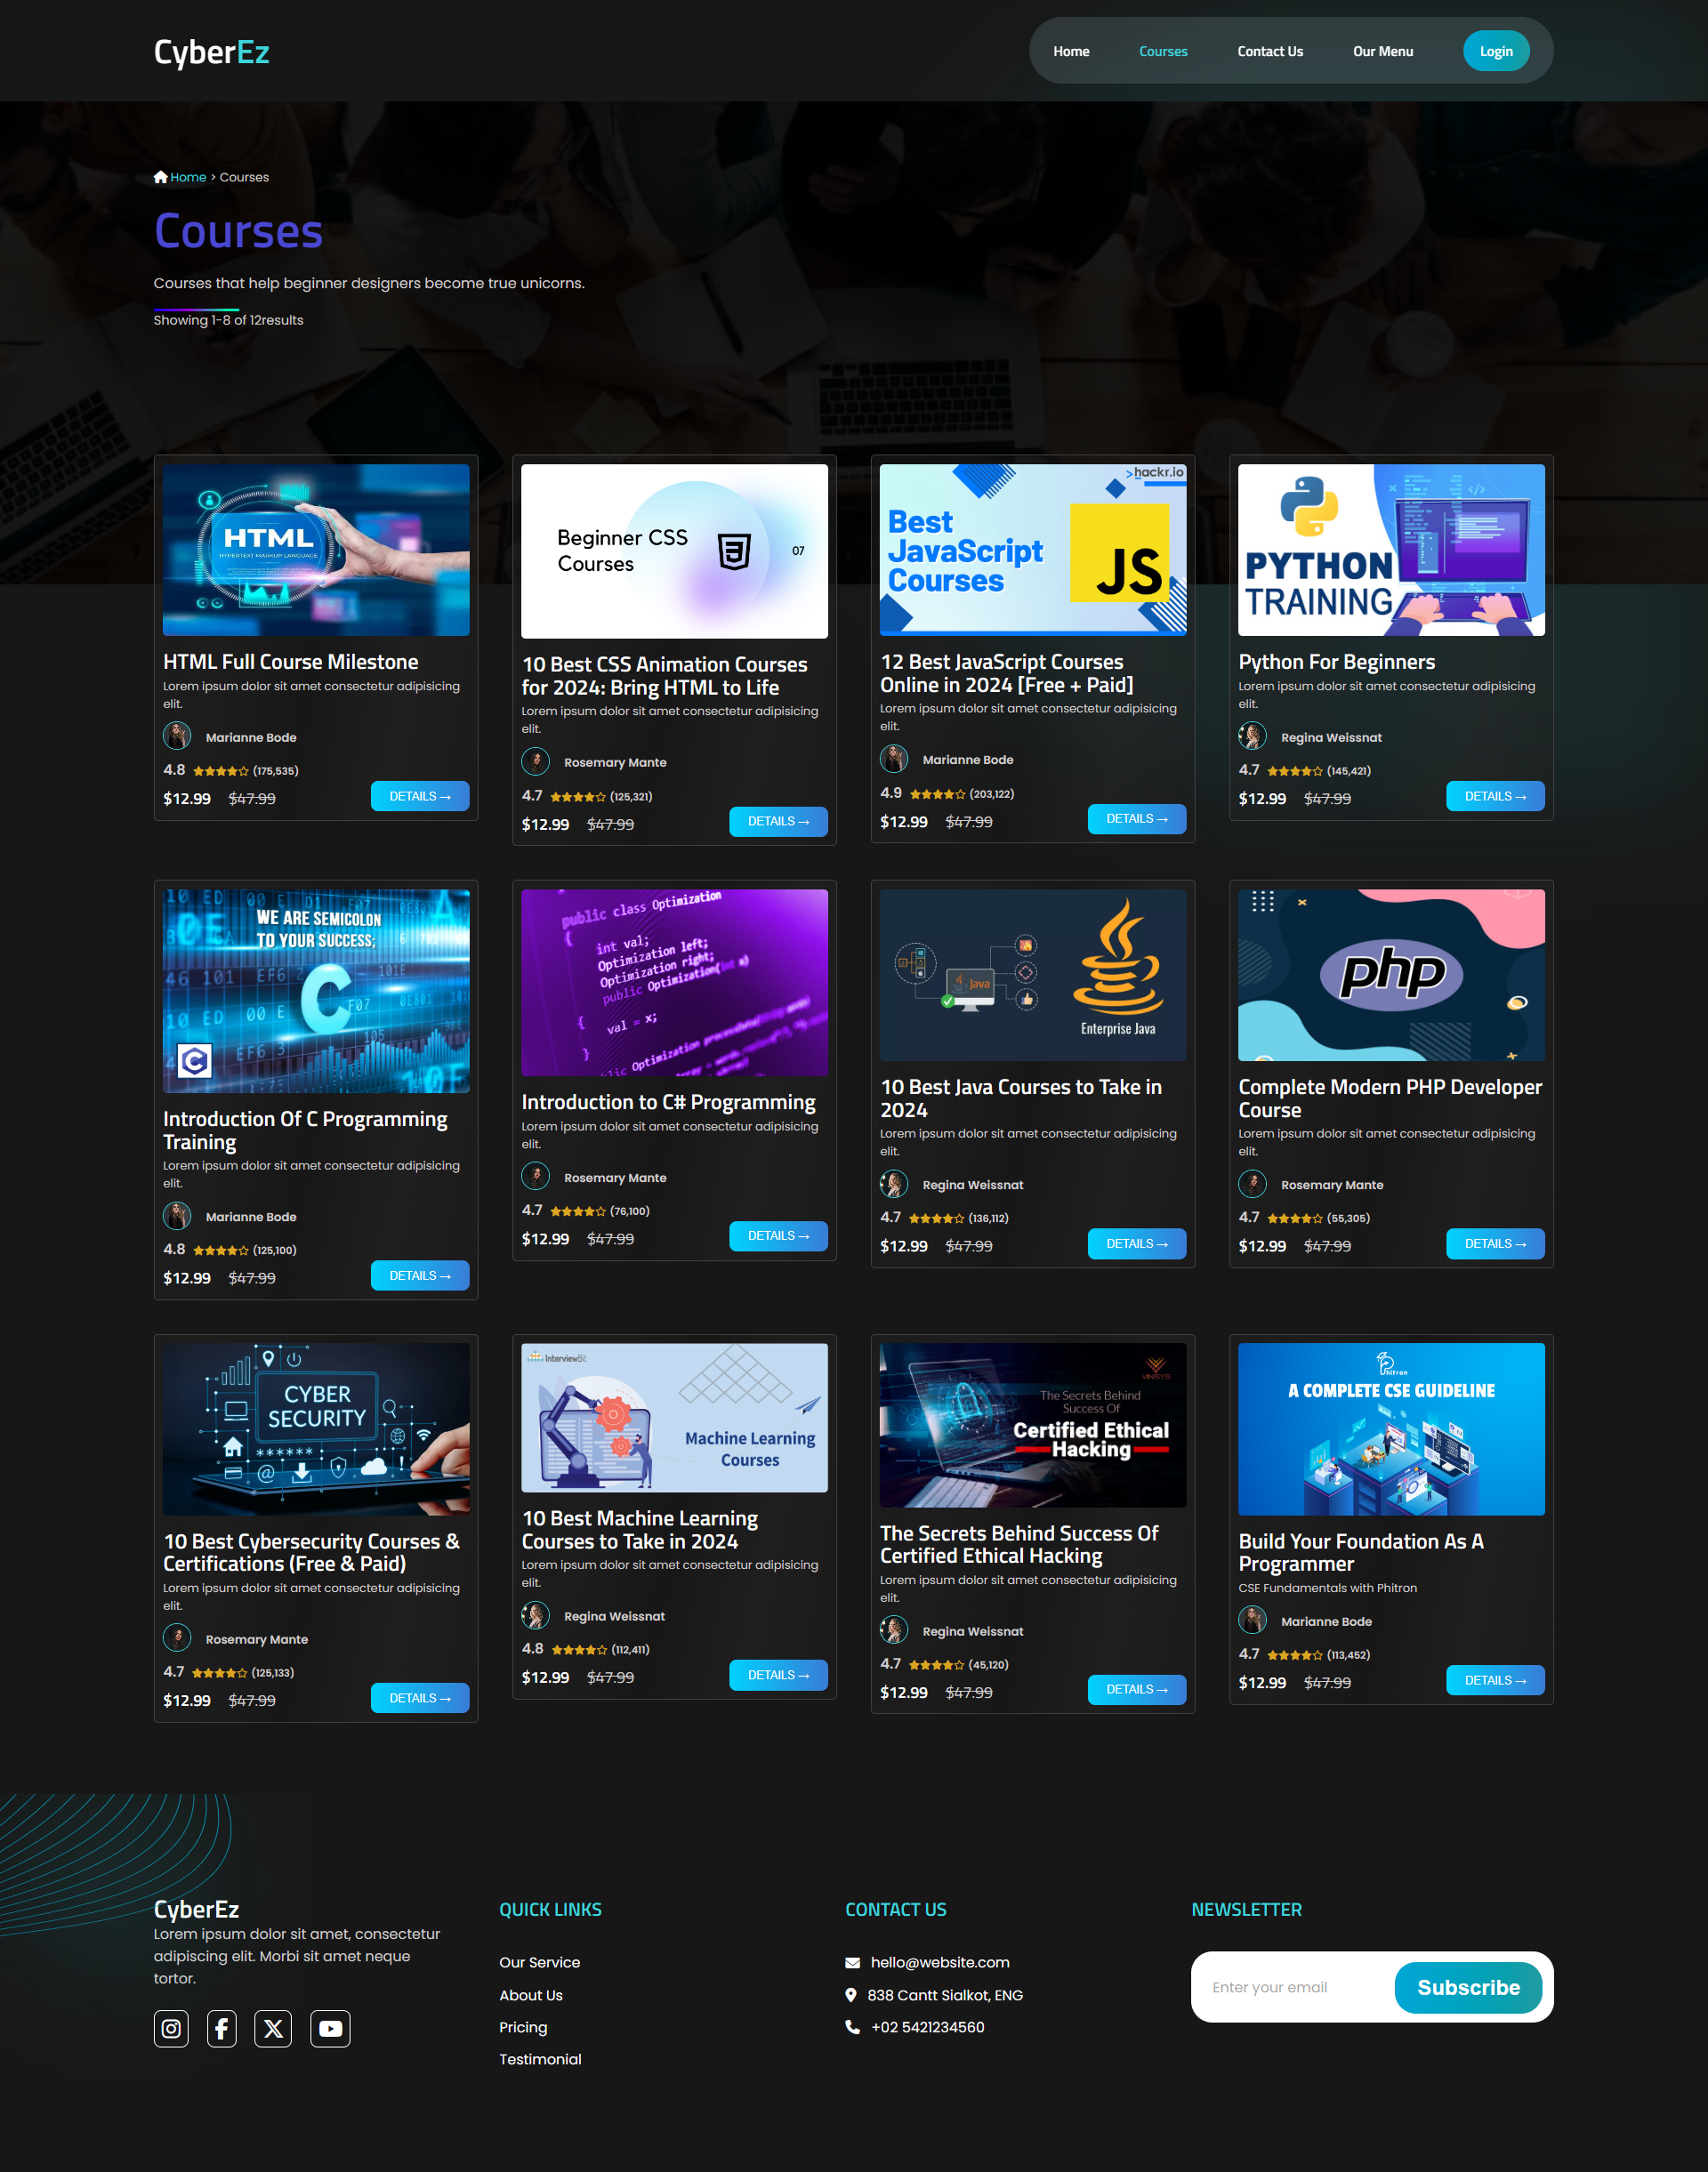 CyberEz
Home
Courses
Contact Us
Our Menu
Login
Home > Courses
Courses
Courses that help beginner designers become true unicorns.
Showing 1-8 of 12results
HTML
HYPERTEXT MARKUP LANGUAGE
HTML Full Course Milestone
Lorem ipsum dolor sit amet consectetur adipisicing
elit.
Marianne Bode
4.8 (175,535)
$12.99 $47.99
DETAILS →
Beginner CSS
Courses
07
10 Best CSS Animation Courses
for 2024: Bring HTML to Life
Lorem ipsum dolor sit amet consectetur adipisicing
elit.
Rosemary Mante
4.7 (125,321)
$12.99 $47.99
DETAILS →
>_hackr.io
Best
JavaScript
Courses
JS
12 Best JavaScript Courses
Online in 2024 [Free + Paid]
Lorem ipsum dolor sit amet consectetur adipisicing
elit.
Marianne Bode
4.9 (203,122)
$12.99 $47.99
DETAILS →
PYTHON
TRAINING
Python For Beginners
Lorem ipsum dolor sit amet consectetur adipisicing
elit.
Regina Weissnat
4.7 (145,421)
$12.99 $47.99
DETAILS →
WE ARE SEMICOLON
TO YOUR SUCCESS;
C
C
Introduction Of C Programming
Training
Lorem ipsum dolor sit amet consectetur adipisicing
elit.
Marianne Bode
4.8 (125,100)
$12.99 $47.99
DETAILS →
public class Optimization
{
int val;
Optimization left;
Optimization right;
public Optimization(int x)
{
val = x;
}
Introduction to C# Programming
Lorem ipsum dolor sit amet consectetur adipisicing
elit.
Rosemary Mante
4.7 (76,100)
$12.99 $47.99
DETAILS →
Java
Enterprise Java
10 Best Java Courses to Take in
2024
Lorem ipsum dolor sit amet consectetur adipisicing
elit.
Regina Weissnat
4.7 (136,112)
$12.99 $47.99
DETAILS →
php
Complete Modern PHP Developer
Course
Lorem ipsum dolor sit amet consectetur adipisicing
elit.
Rosemary Mante
4.7 (55,305)
$12.99 $47.99
DETAILS →
CYBER
SECURITY
10 Best Cybersecurity Courses &
Certifications (Free & Paid)
Lorem ipsum dolor sit amet consectetur adipisicing
elit.
Rosemary Mante
4.7 (125,133)
$12.99 $47.99
DETAILS →
InterviewBit
Machine Learning
Courses
10 Best Machine Learning
Courses to Take in 2024
Lorem ipsum dolor sit amet consectetur adipisicing
elit.
Regina Weissnat
4.8 (112,411)
$12.99 $47.99
DETAILS →
VINSYS
The Secrets Behind
Success Of
Certified Ethical
Hacking
The Secrets Behind Success Of
Certified Ethical Hacking
Lorem ipsum dolor sit amet consectetur adipisicing
elit.
Regina Weissnat
4.7 (45,120)
$12.99 $47.99
DETAILS →
Phitron
A COMPLETE CSE GUIDELINE
Build Your Foundation As A
Programmer
CSE Fundamentals with Phitron
Marianne Bode
4.7 (113,452)
$12.99 $47.99
DETAILS →
CyberEz
Lorem ipsum dolor sit amet, consectetur
adipiscing elit. Morbi sit amet neque
tortor.
QUICK LINKS
Our Service
About Us
Pricing
Testimonial
CONTACT US
hello@website.com
838 Cantt Sialkot, ENG
+02 5421234560
NEWSLETTER
Enter your email
Subscribe